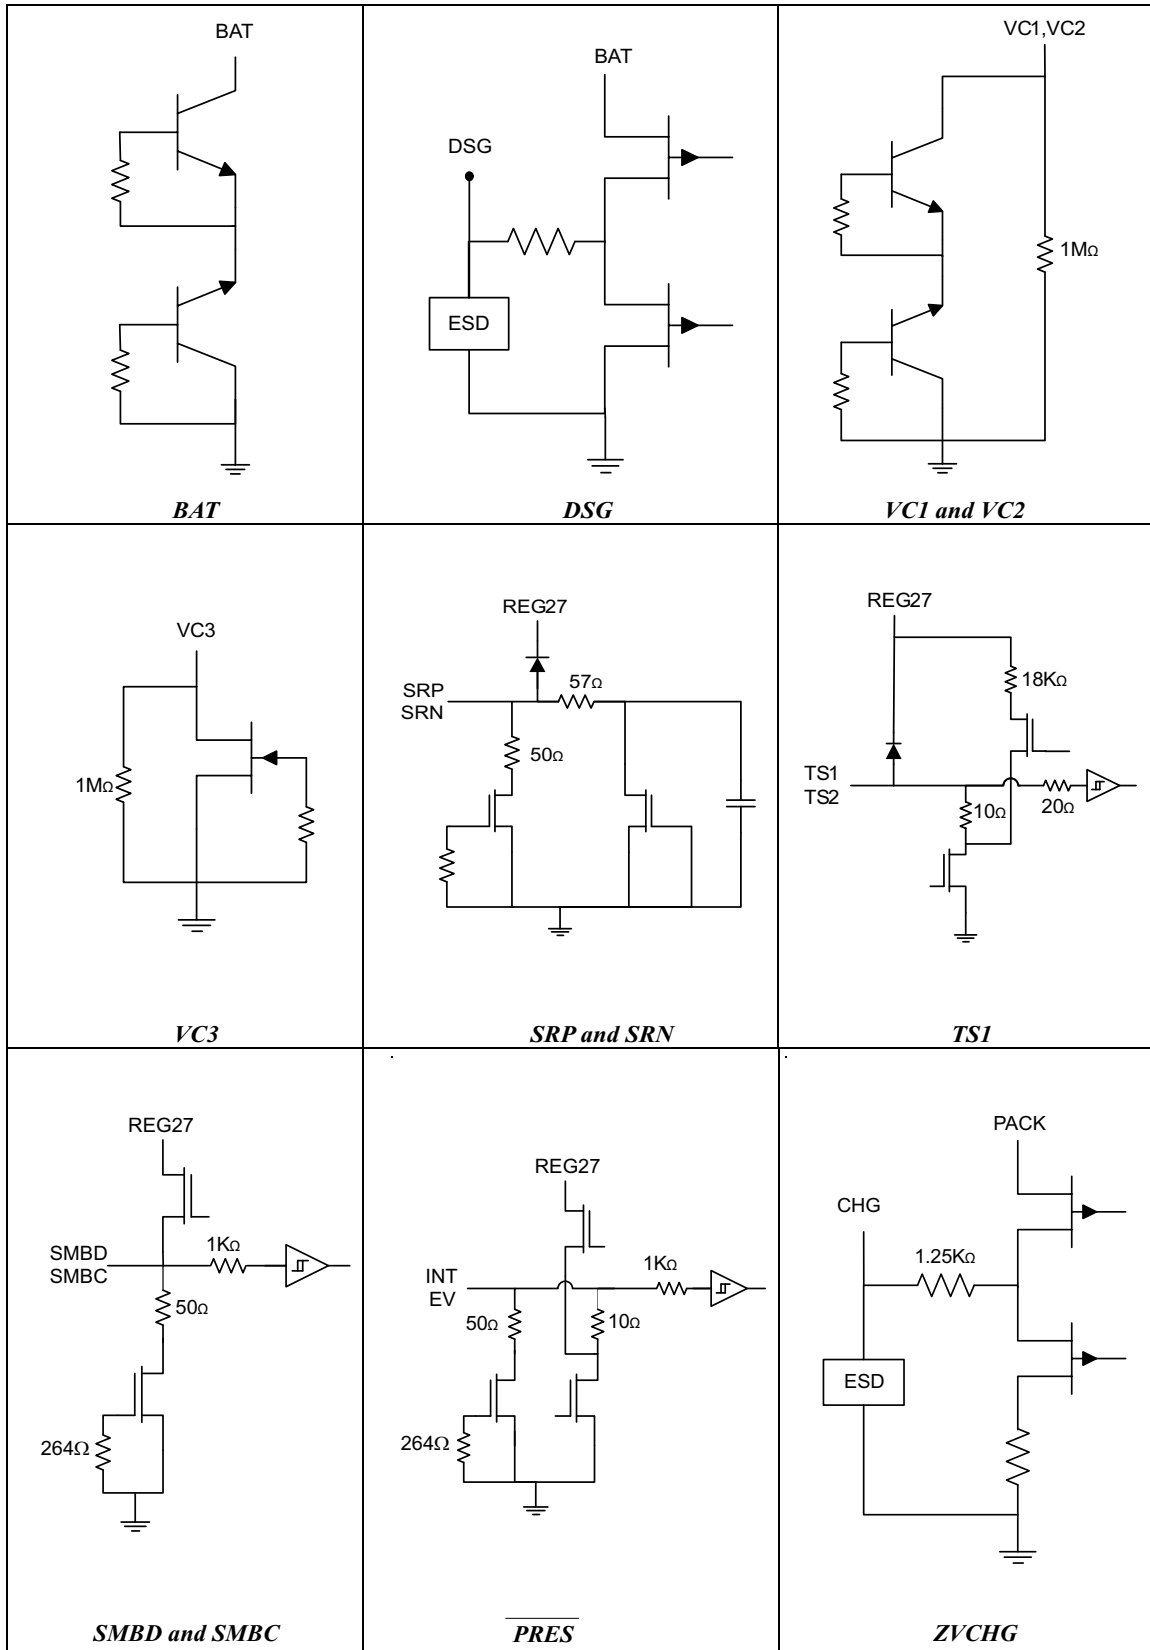 BAT
BAT
BAT
DSG
ESD
DSG
VC1,VC2
1MΩ
VC1 and VC2
VC3
1MΩ
VC3
REG27
57Ω
SRP
SRN
50Ω
SRP and SRN
REG27
18KΩ
TS1
TS2
10Ω
20Ω
TS1
REG27
1KΩ
SMBD
SMBC
50Ω
264Ω
SMBD and SMBC
REG27
1KΩ
INT
EV
50Ω
10Ω
264Ω
PRES
PACK
CHG
1.25KΩ
ESD
ZVCHG